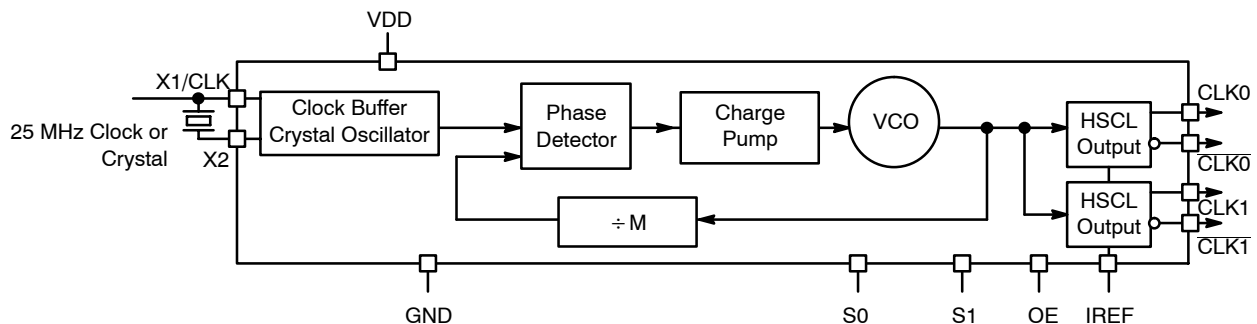 VDD
X1/CLK
25 MHz Clock or
Crystal
X2
Clock Buffer
Crystal Oscillator
Phase
Detector
Charge
Pump
VCO
÷ M
HSCL
Output
HSCL
Output
CLK0
CLK0
CLK1
CLK1
GND
S0
S1
OE
IREF